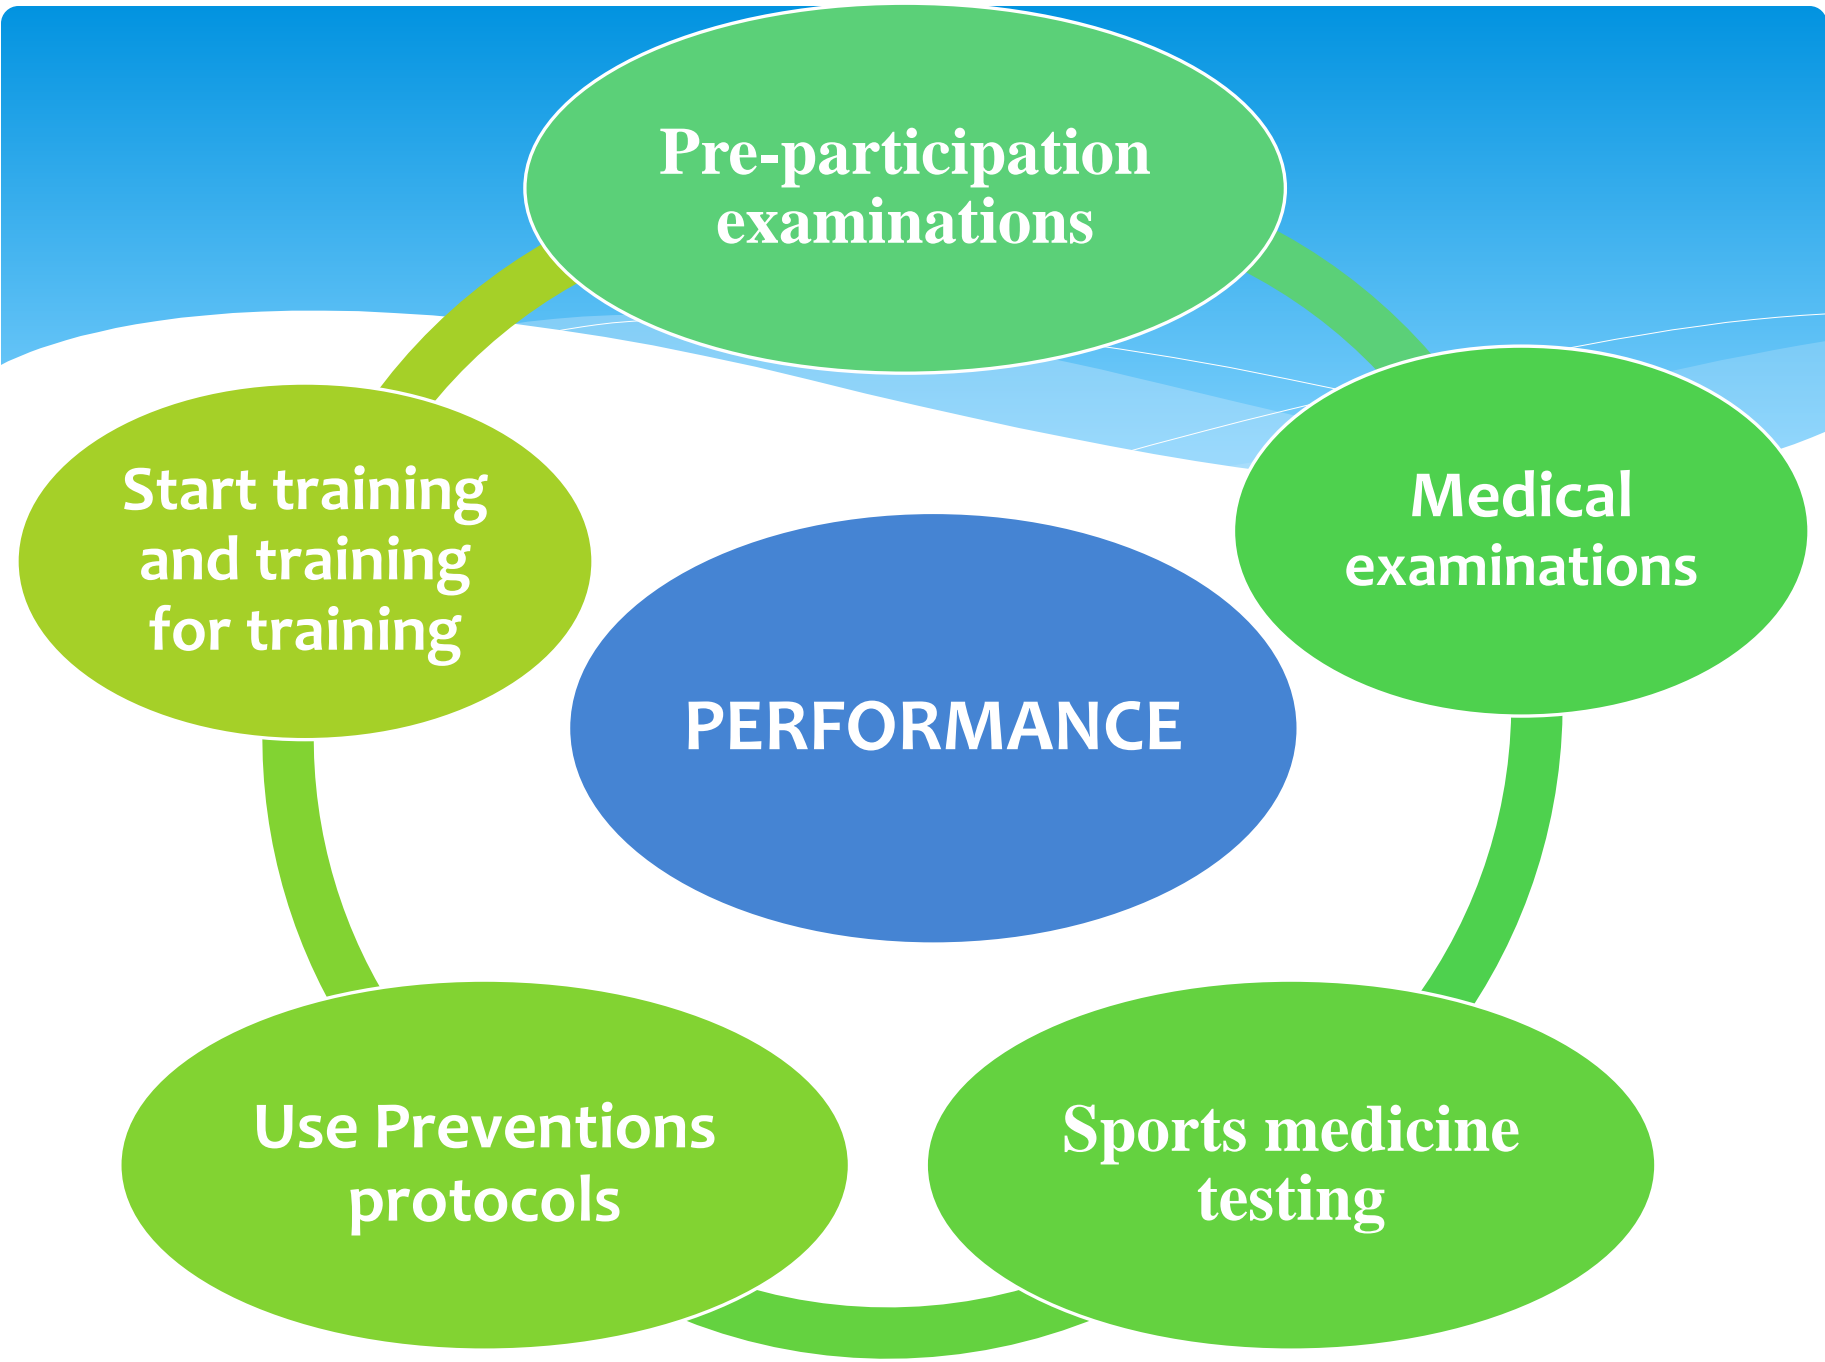 Pre-participation
examinations
Medical
examinations
Sports medicine
testing
Use Preventions
protocols
Start training
and training
for training
PERFORMANCE